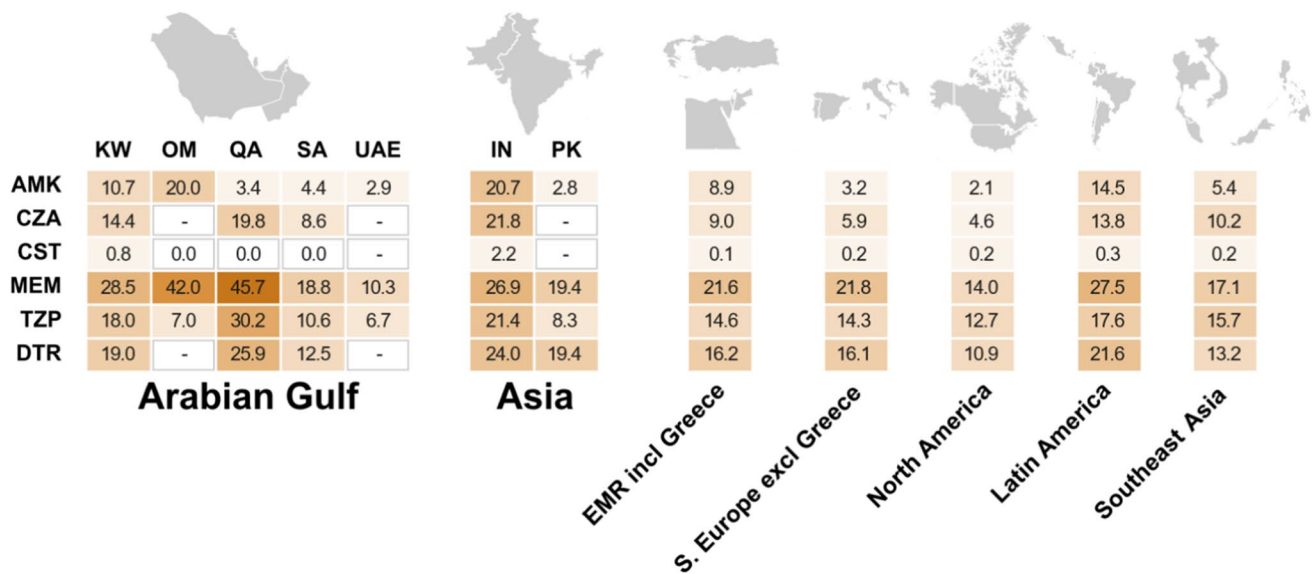 KW OM QA SA UAE IN PK
AMK 10.7 20.0 3.4 4.4 2.9 20.7 2.8 8.9 3.2 2.1 14.5 5.4
CZA 14.4 - 19.8 8.6 - 21.8 - 9.0 5.9 4.6 13.8 10.2
CST 0.8 0.0 0.0 0.0 - 2.2 - 0.1 0.2 0.2 0.3 0.2
MEM 28.5 42.0 45.7 18.8 10.3 26.9 19.4 21.6 21.8 14.0 27.5 17.1
TZP 18.0 7.0 30.2 10.6 6.7 21.4 8.3 14.6 14.3 12.7 17.6 15.7
DTR 19.0 - 25.9 12.5 - 24.0 19.4 16.2 16.1 10.9 21.6 13.2
Arabian Gulf
Asia
EMR incl Greece
S. Europe excl Greece
North America
Latin America
Southeast Asia